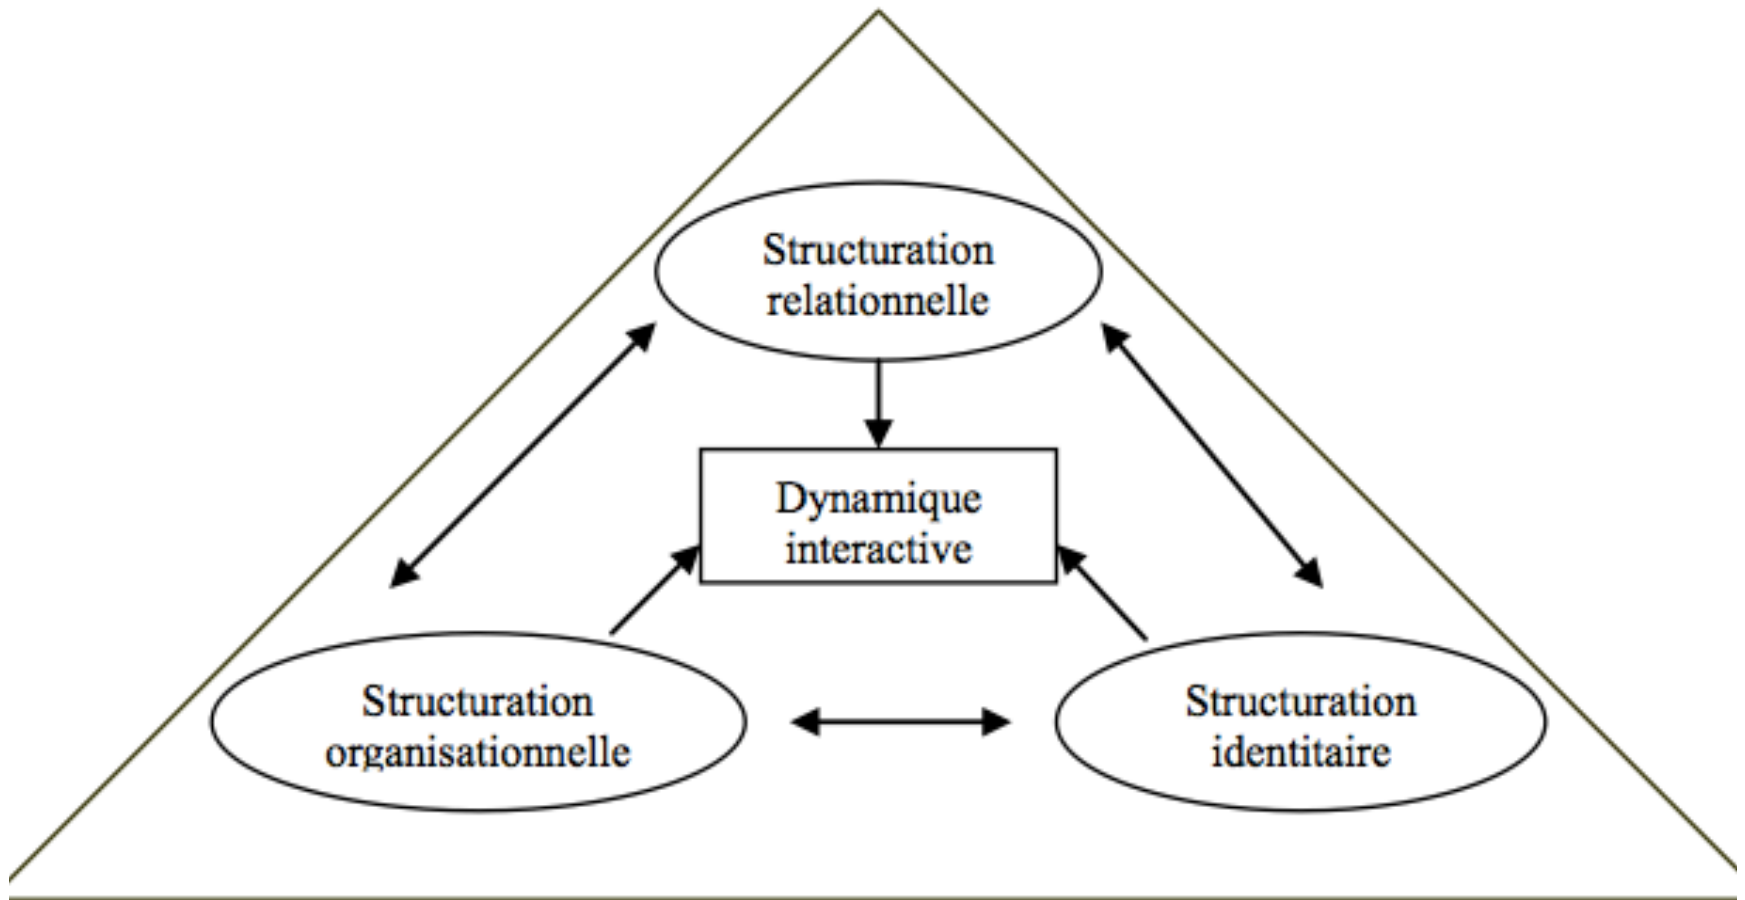 Structuration
relationnelle
Dynamique
interactive
Structuration
organisationnelle
Structuration
identitaire